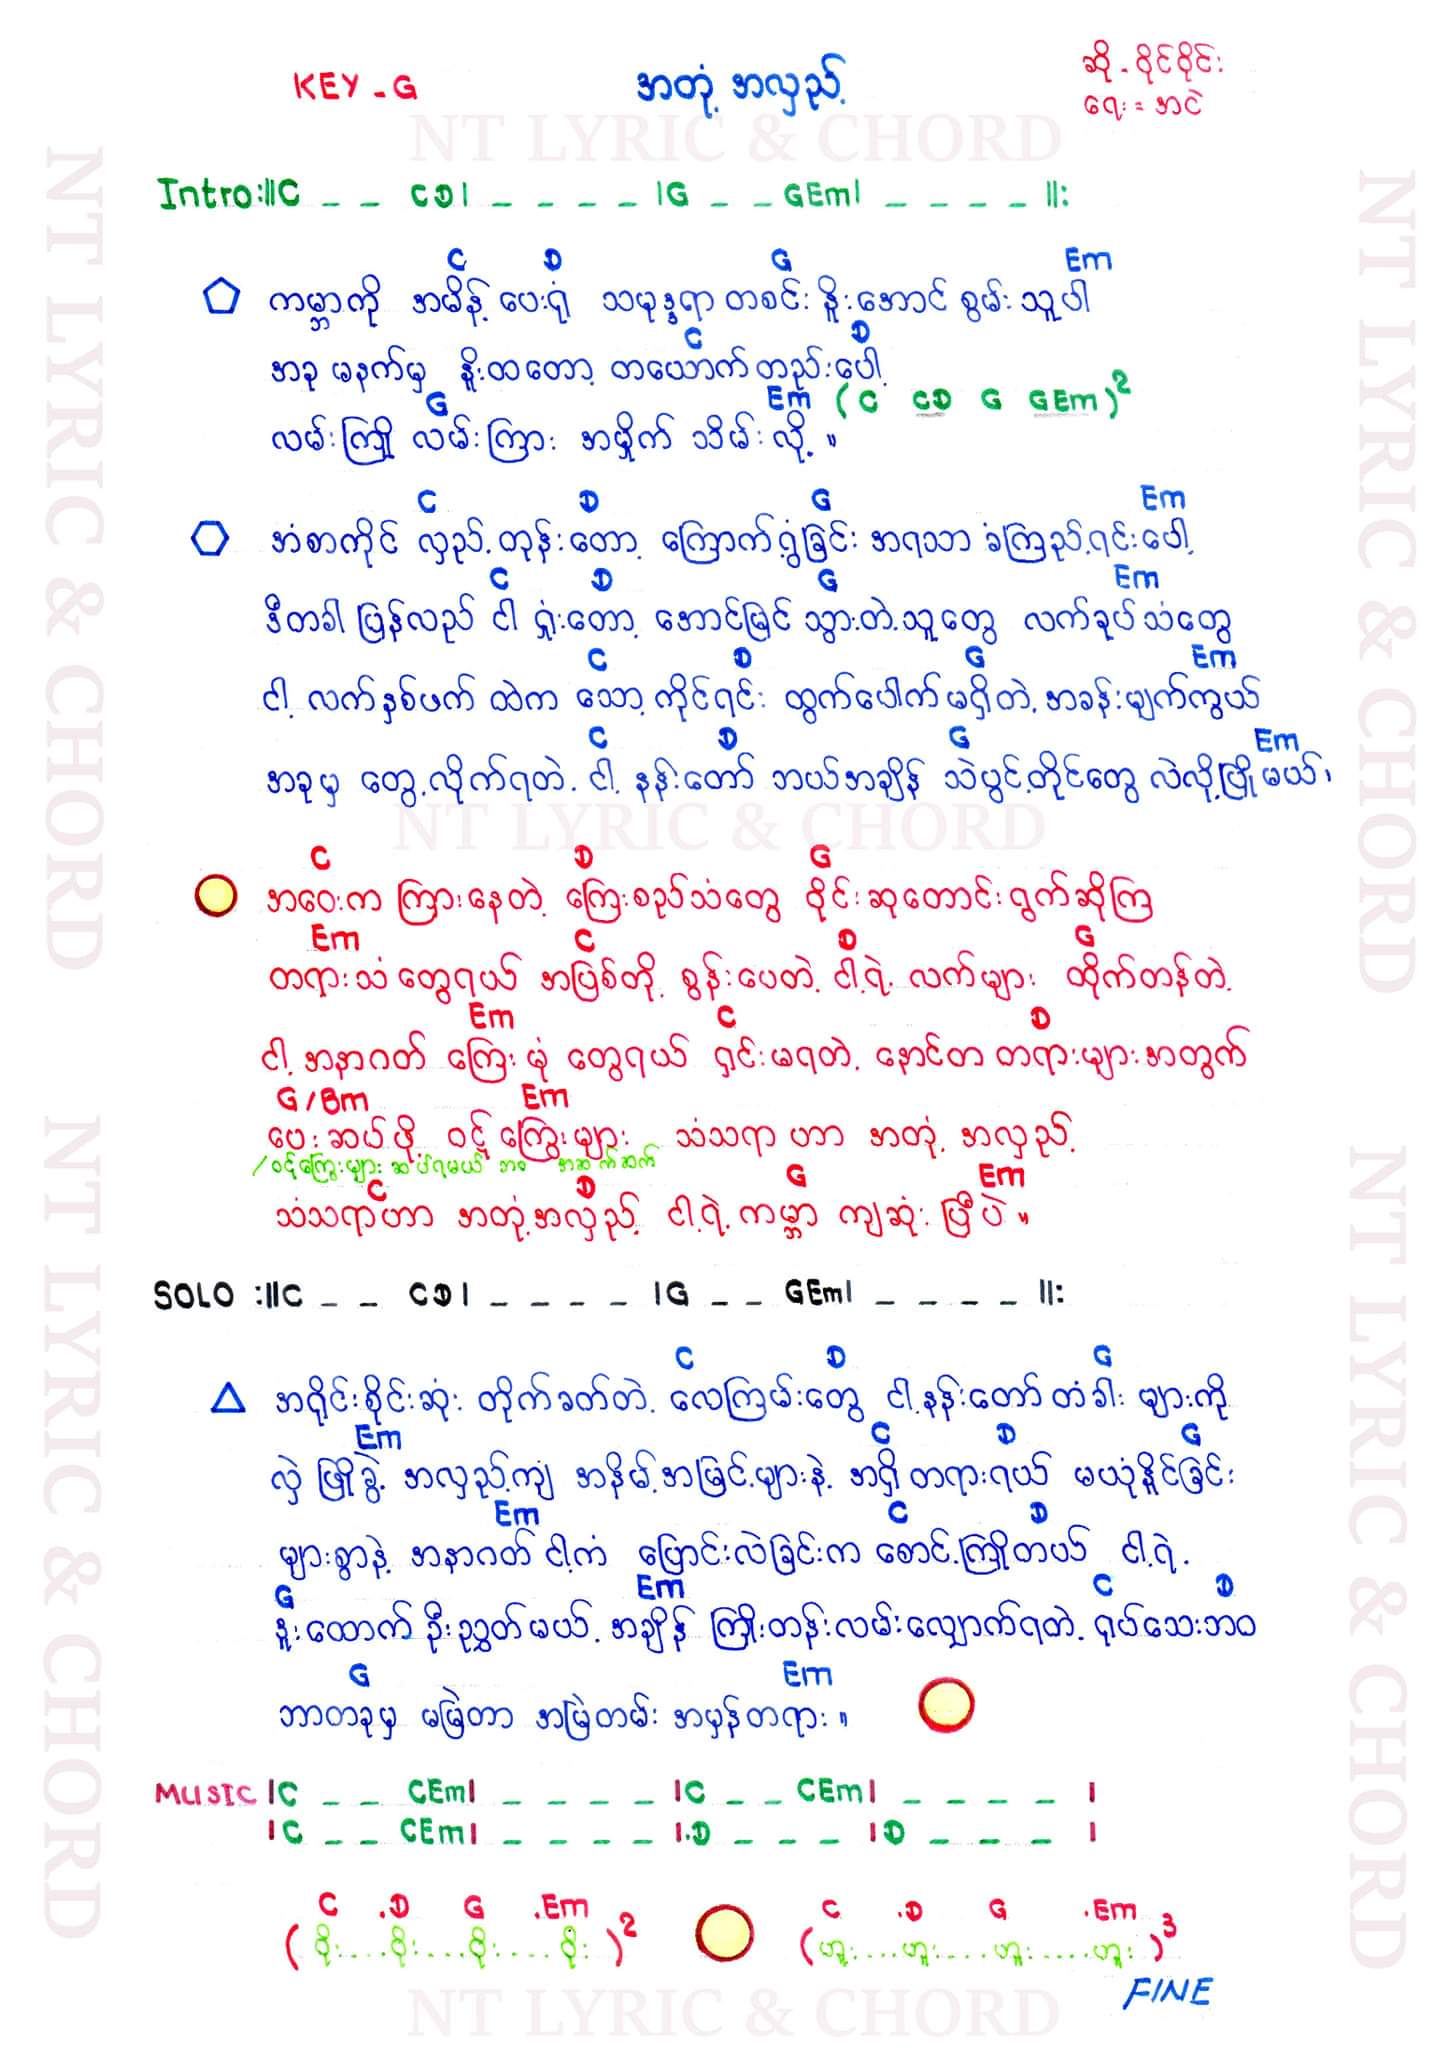 KEY - G
အတုံ့ အလှည့်
ဆို - ဝိုင်ဝိုင်း
ရေး = အငဲ
NT LYRIC & CHORD
Intro:||C _ _ CD| _ _ _ _ |G _ _ GEm| _ _ _ _ ||:
C D G Em
ကမ္ဘာကို အမိန့် ပေးရုံ သမုဒ္ဒရာ တစင်း နိူးအောင် စွမ်း သူပါ
C D
အခု မနက်မှ နိူးထတော့ တယောက် တည်းပေါ့
G Em (C CD G GEm)2
လမ်းကြို လမ်းကြား အမှိုက် သိမ်းလို့ ။
C D G Em
အံစာကိုင် လှည့် တုန်းတော့ ကြောက်ရွံ့ခြင်း အရသာ ခံကြည့်ရင်းပေါ့
C D G Em
ဒီတခါ ပြန်လည် ငါ ရှုံးတော့ အောင်မြင် သွားတဲ့သူတွေ လက်ခုပ်သံတွေ
C D G Em
ငါ့ လက်နှစ်ဖက် ထဲက သော့ ကိုင်ရင်း ထွက်ပေါက်မရှိတဲ့ အခန်းမျက်ကွယ်
C D G Em
အခုမှ တွေ့လိုက်ရတဲ့ ငါ့ နန်းတော် ဘယ်အချိန် သဲပွင့်တိုင်တွေ လဲလို့ပြိုမယ်၊
NT LYRIC & CHORD
C D G
အဝေးက ကြားနေတဲ့ ကြေးစည်သံတွေ ဝိုင်းဆုတောင်းရွက်ဆိုကြ
Em C D G
တရားသံတွေရယ် အပြစ်တို့ စွန်းပေတဲ့ ငါ့ရဲ့ လက်များ ထိုက်တန်တဲ့
Em C D
ငါ့ အနာဂတ် ကြေးမုံ တွေရယ် ရှင်းမရတဲ့ နောင်တ တရားများအတွက်
G/Bm Em
ပေးဆပ်ဖို့ ဝဋ်ကြွေးများ သံသရာ ဟာ အတုံ့ အလှည့်
/ဝဋ်ကြွေးများ ဆပ်ရမယ် ဘဝ အဆက်ဆက်
C D G Em
သံသရာဟာ အတုံ့အလှည့် ငါ့ရဲ့ ကမ္ဘာ ကျဆုံး ပြီပဲ ။
SOLO :||C _ _ CD| _ _ _ _ |G _ _ GEm| _ _ _ _ ||:
C D G
အရိုင်းစိုင်းဆုံး တိုက်ခတ်တဲ့ လေကြမ်းတွေ ငါ့နန်းတော် တံခါးများကို
Em C D G
လှဲ ဖြိုခွဲ့ အလှည့်ကျ အနိမ့်အမြင့်များနဲ့ အရှိတရားရယ် မယုံနိူင်ခြင်း
Em C D
များစွာနဲ့ အနာဂတ် ငါ့ကံ ပြောင်းလဲခြင်းက စောင့်ကြိုတယ် ငါ့ရဲ့
G Em C D
ဒူးထောက် ဦးညွှတ်မယ့် အချိန် ကြိုးတန်းလမ်းလျှောက်ရတဲ့ ရုပ်သေးဘဝ
G Em
ဘာတခုမှ မမြဲတာ အမြဲတမ်း အမှန်တရား ။
MUSIC |C _ _ CEm| _ _ _ _ |C _ _ CEm| _ _ _ _ |
|C _ _ CEm| _ _ _ _ |.D _ _ _ |D _ _ _ |
C .D G .Em C .D G .Em
(ဝိုး....ဝိုး....ဝိုး....ဝိုး)2 (ဟူး....ဟူး....ဟူး....ဟူး)3
FINE
NT LYRIC & CHORD
NT LYRIC & CHORD
NT LYRIC & CHORD
NT LYRIC & CHORD
NT LYRIC & CHORD